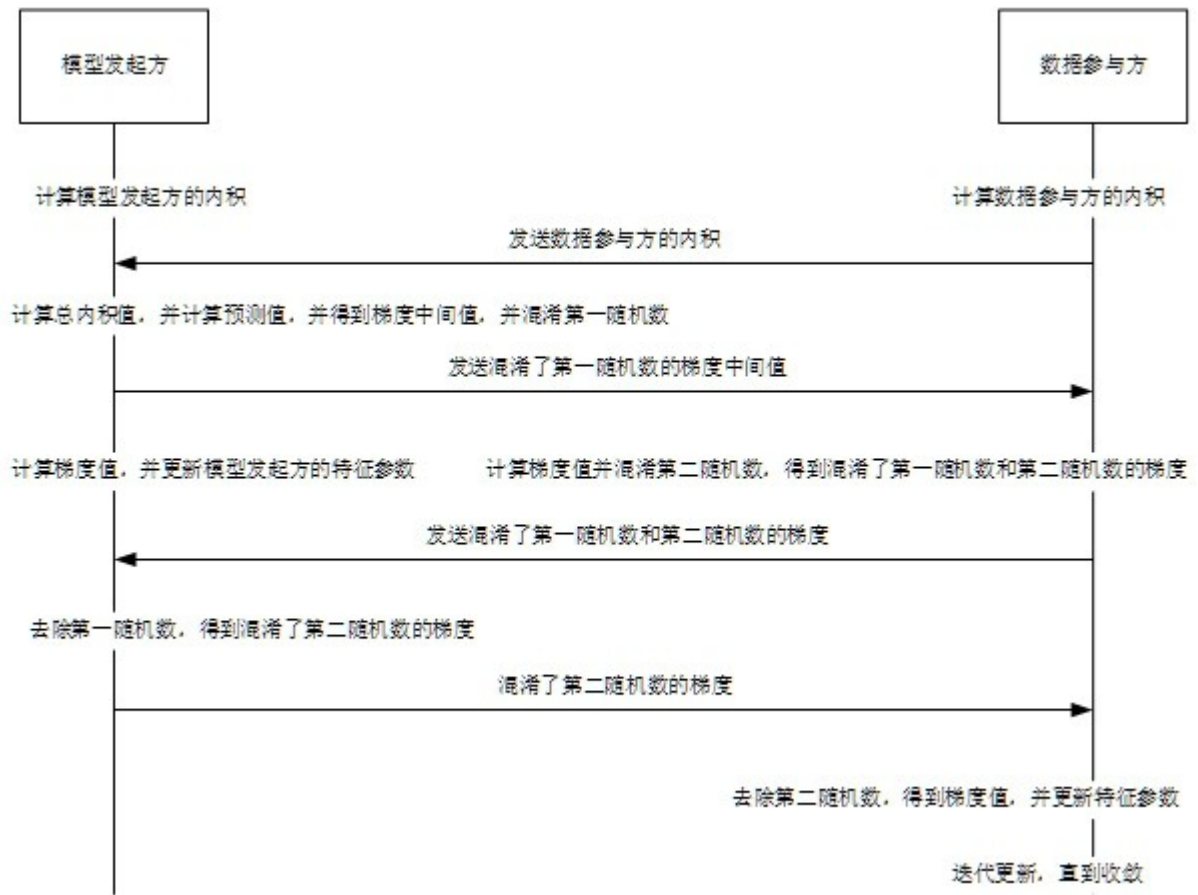 模型发起方
数据参与方
计算模型发起方的内积
计算数据参与方的内积
发送数据参与方的内积
计算总内积值，并计算预测值，并得到梯度中间值，并混淆第一随机数
发送混淆了第一随机数的梯度中间值
计算梯度值，并更新模型发起方的特征参数
计算梯度值并混淆第二随机数，得到混淆了第一随机数和第二随机数的梯度
发送混淆了第一随机数和第二随机数的梯度
去除第一随机数，得到混淆了第二随机数的梯度
混淆了第二随机数的梯度
去除第二随机数，得到梯度值，并更新特征参数
迭代更新，直到收敛